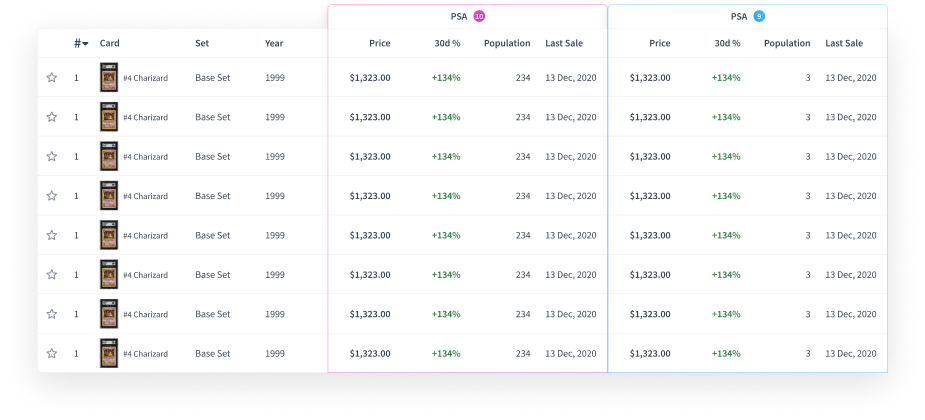 PSA 10 PSA 9
# Card Set Year Price 30d % Population Last Sale Price 30d % Population Last Sale
1 #4 Charizard Base Set 1999 $1,323.00 +134% 234 13 Dec, 2020 $1,323.00 +134% 3 13 Dec, 2020
1 #4 Charizard Base Set 1999 $1,323.00 +134% 234 13 Dec, 2020 $1,323.00 +134% 3 13 Dec, 2020
1 #4 Charizard Base Set 1999 $1,323.00 +134% 234 13 Dec, 2020 $1,323.00 +134% 3 13 Dec, 2020
1 #4 Charizard Base Set 1999 $1,323.00 +134% 234 13 Dec, 2020 $1,323.00 +134% 3 13 Dec, 2020
1 #4 Charizard Base Set 1999 $1,323.00 +134% 234 13 Dec, 2020 $1,323.00 +134% 3 13 Dec, 2020
1 #4 Charizard Base Set 1999 $1,323.00 +134% 234 13 Dec, 2020 $1,323.00 +134% 3 13 Dec, 2020
1 #4 Charizard Base Set 1999 $1,323.00 +134% 234 13 Dec, 2020 $1,323.00 +134% 3 13 Dec, 2020
1 #4 Charizard Base Set 1999 $1,323.00 +134% 234 13 Dec, 2020 $1,323.00 +134% 3 13 Dec, 2020